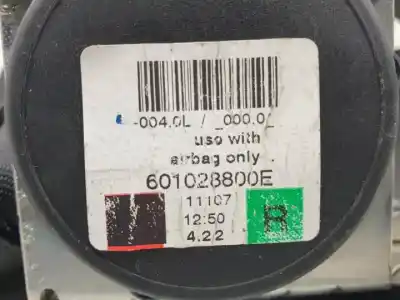 -004.0L / _000.0_
use with
airbag only
601028800E
11107
12:50
4.22
R